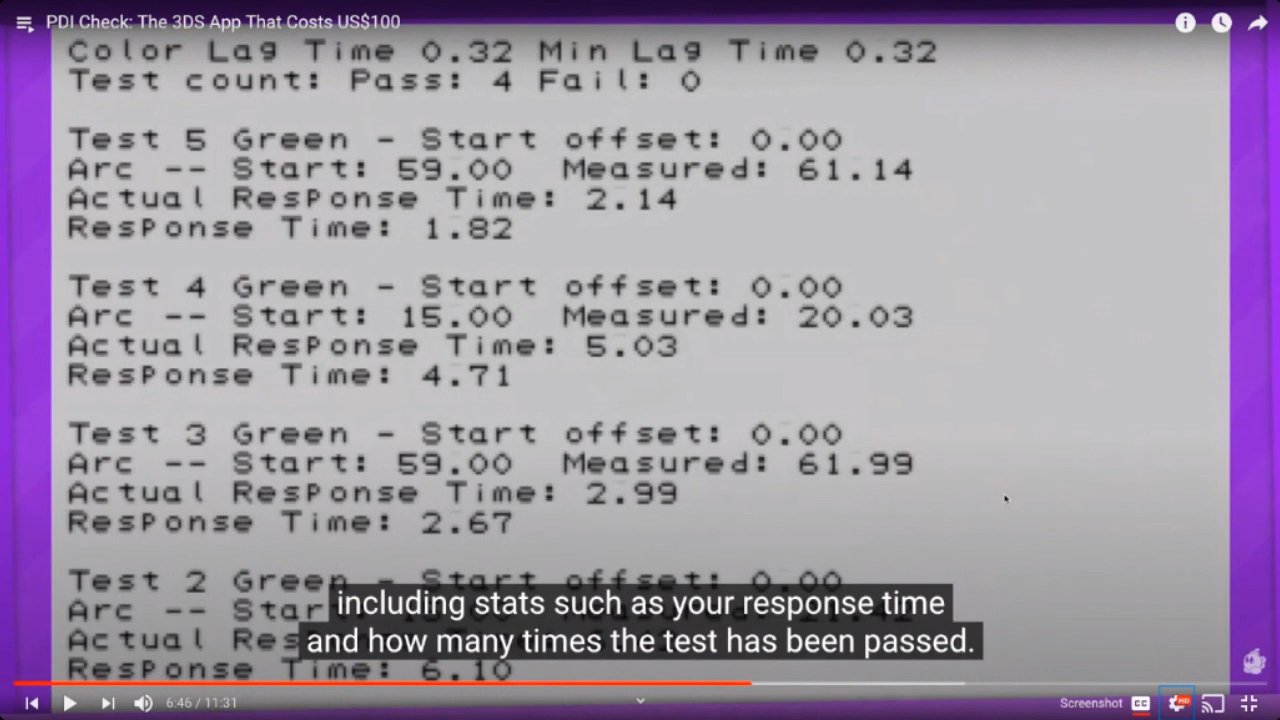 PDI Check: The 3DS App That Costs US$100
Color Lag Time 0.32 Min Lag Time 0.32
Test count: Pass: 4 Fail: 0
Test 5 Green - Start offset: 0.00
Arc -- Start: 59.00 Measured: 61.14
Actual Response Time: 2.14
Response Time: 1.82
Test 4 Green - Start offset: 0.00
Arc -- Start: 15.00 Measured: 20.03
Actual Response Time: 5.03
Response Time: 4.71
Test 3 Green - Start offset: 0.00
Arc -- Start: 59.00 Measured: 61.99
Actual Response Time: 2.99
Response Time: 2.67
Test 2 Green - Start offset: 0.00
Arc -- Star
Actual Res
Response Time: 6.10
including stats such as your response time
and how many times the test has been passed.
6:46 / 11:31
Screenshot CC HD